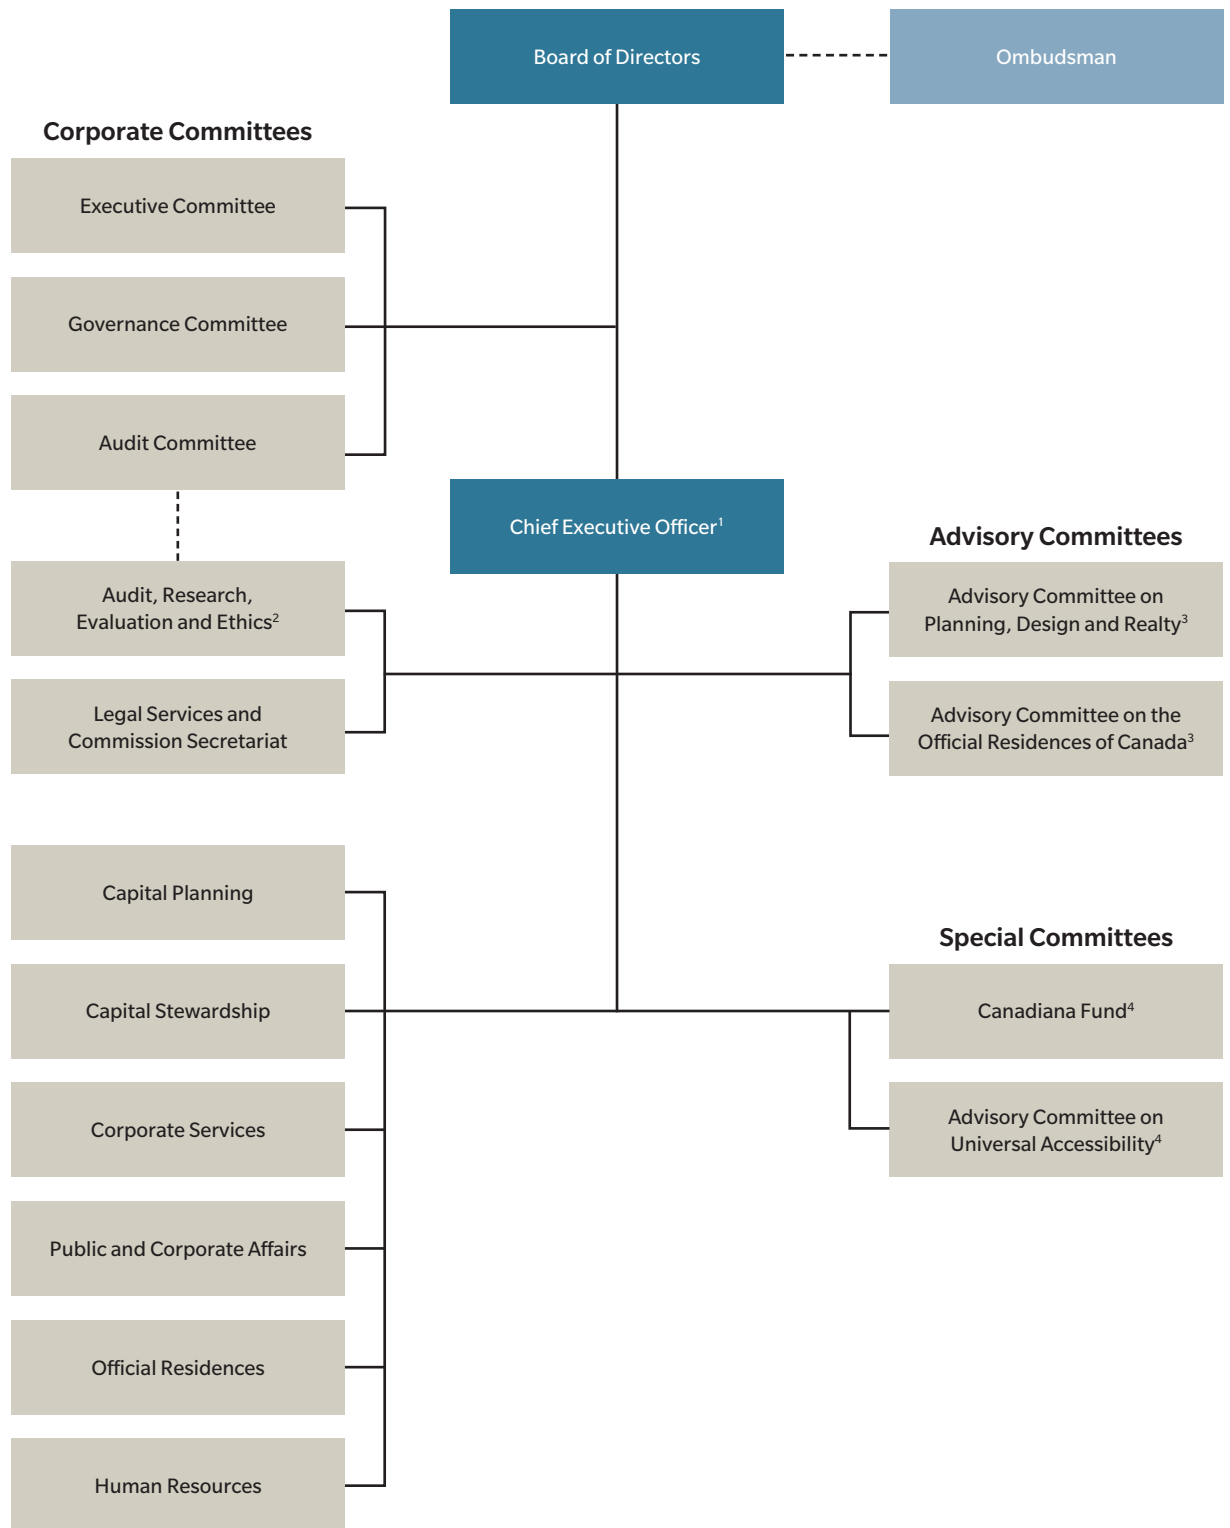 Board of Directors
Ombudsman
Corporate Committees
Executive Committee
Governance Committee
Audit Committee
Chief Executive Officer¹
Advisory Committees
Audit, Research,
Evaluation and Ethics²
Legal Services and
Commission Secretariat
Advisory Committee on
Planning, Design and Realty³
Advisory Committee on the
Official Residences of Canada³
Capital Planning
Capital Stewardship
Corporate Services
Public and Corporate Affairs
Official Residences
Human Resources
Special Committees
Canadiana Fund⁴
Advisory Committee on
Universal Accessibility⁴